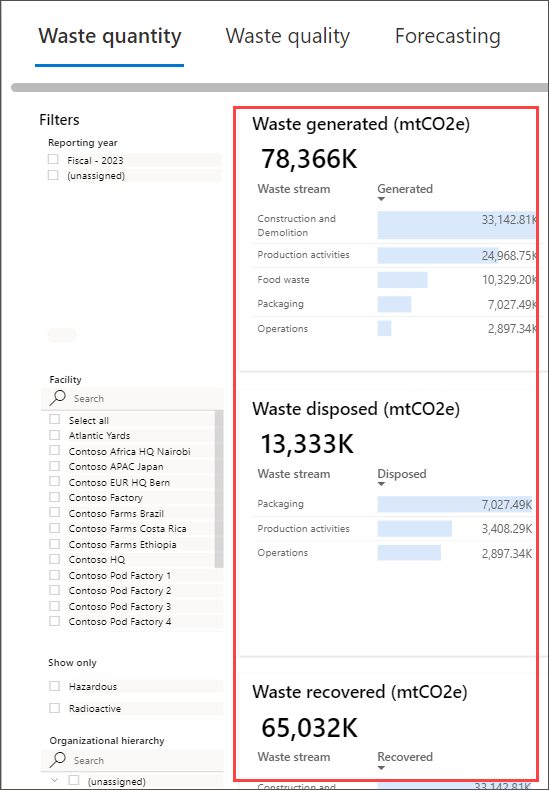 Waste quantity Waste quality Forecasting
Filters
Reporting year
Fiscal - 2023
(unassigned)
Facility
Search
Select all
Atlantic Yards
Contoso Africa HQ Nairobi
Contoso APAC Japan
Contoso EUR HQ Bern
Contoso Factory
Contoso Farms Brazil
Contoso Farms Costa Rica
Contoso Farms Ethiopia
Contoso HQ
Contoso Pod Factory 1
Contoso Pod Factory 2
Contoso Pod Factory 3
Contoso Pod Factory 4
Show only
Hazardous
Radioactive
Organizational hierarchy
Search
(unassigned)
Waste generated (mtCO2e)
78,366K
Waste stream Generated
Construction and
Demolition 33,142.81K
Production activities 24,968.75K
Food waste 10,329.20K
Packaging 7,027.49K
Operations 2,897.34K
Waste disposed (mtCO2e)
13,333K
Waste stream Disposed
Packaging 7,027.49K
Production activities 3,408.29K
Operations 2,897.34K
Waste recovered (mtCO2e)
65,032K
Waste stream Recovered
Construction and 33,142.81K